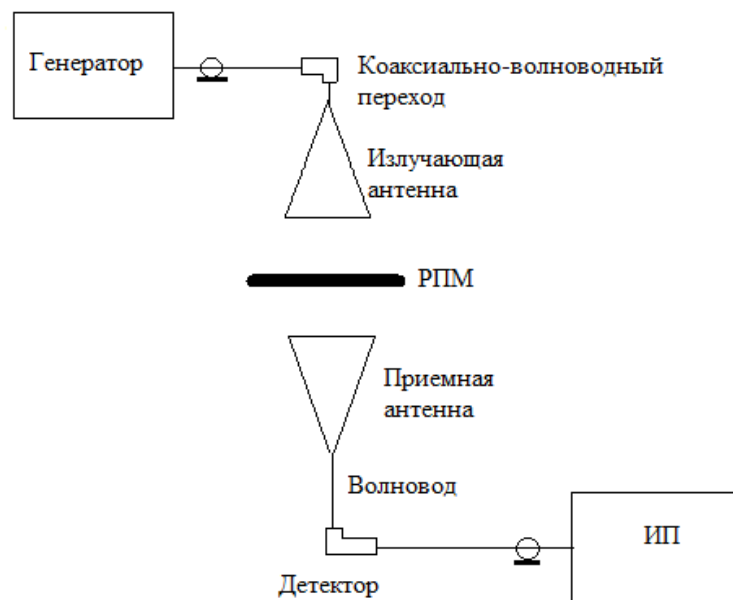 Генератор
Коаксиально-волноводный
переход
Излучающая
антенна
РПМ
Приемная
антенна
Волновод
ИП
Детектор